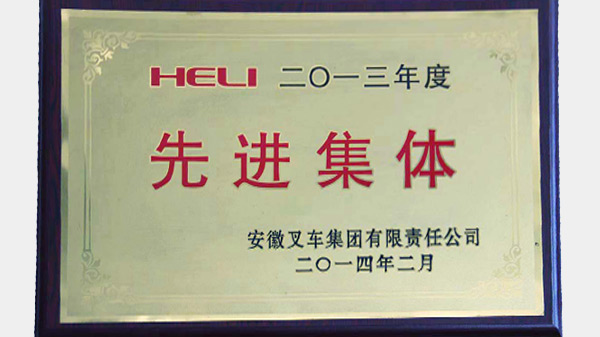 HELI 二〇一三年度
先进集体
安徽叉车集团有限责任公司
二〇一四年二月